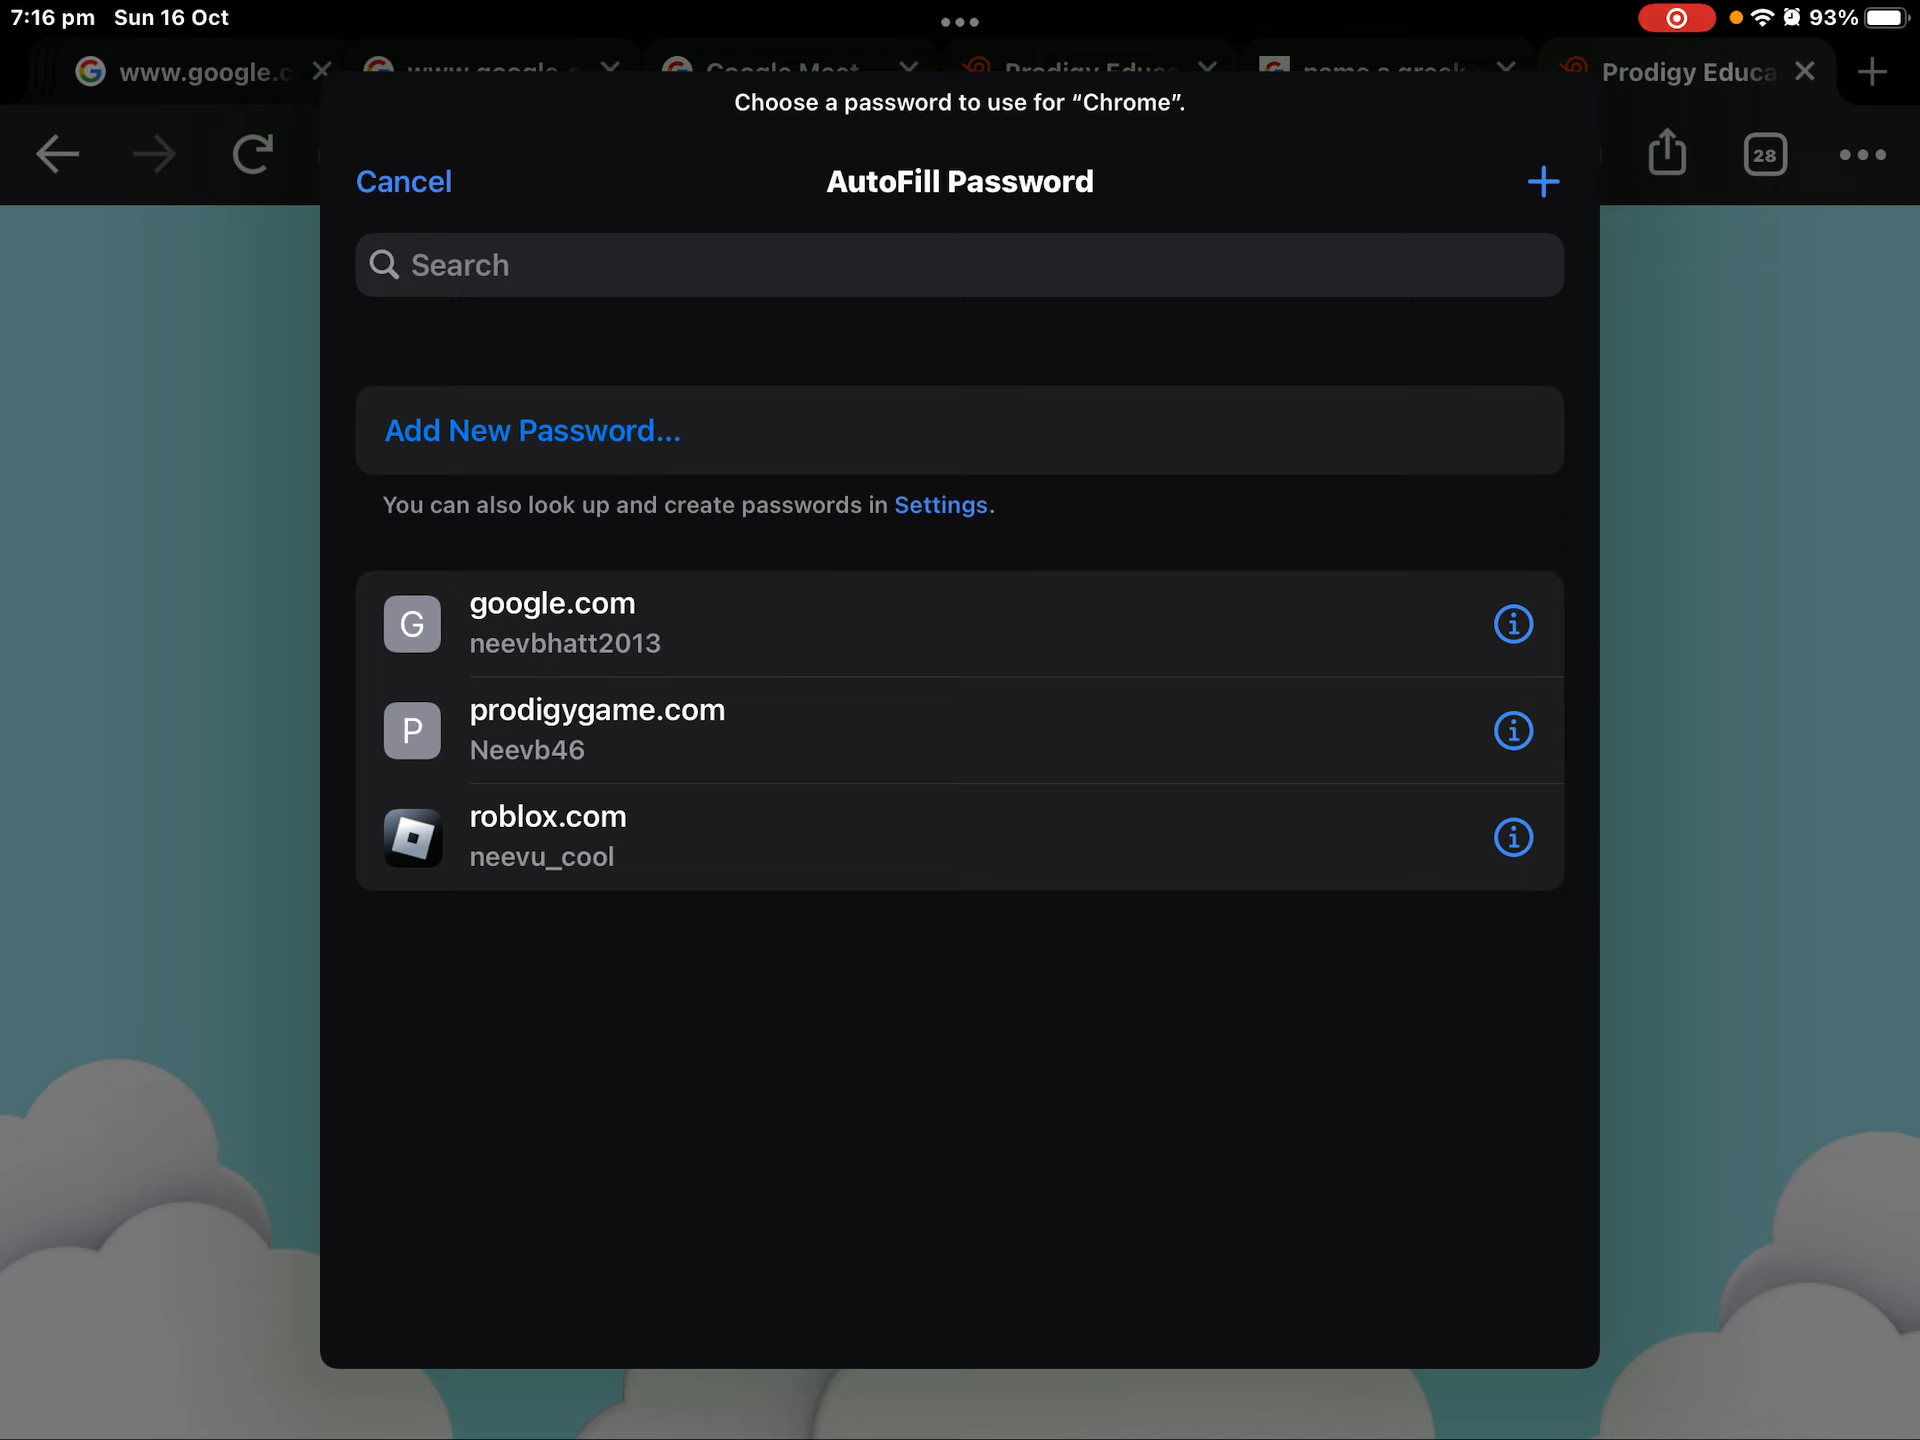 7:16 pm Sun 16 Oct
93%
www.google.c
Google Meet
Prodigy Educa
28
Choose a password to use for “Chrome”.
Cancel
AutoFill Password
Search
Add New Password...
You can also look up and create passwords in Settings.
G
google.com
neevbhatt2013
P
prodigygame.com
Neevb46
roblox.com
neevu_cool